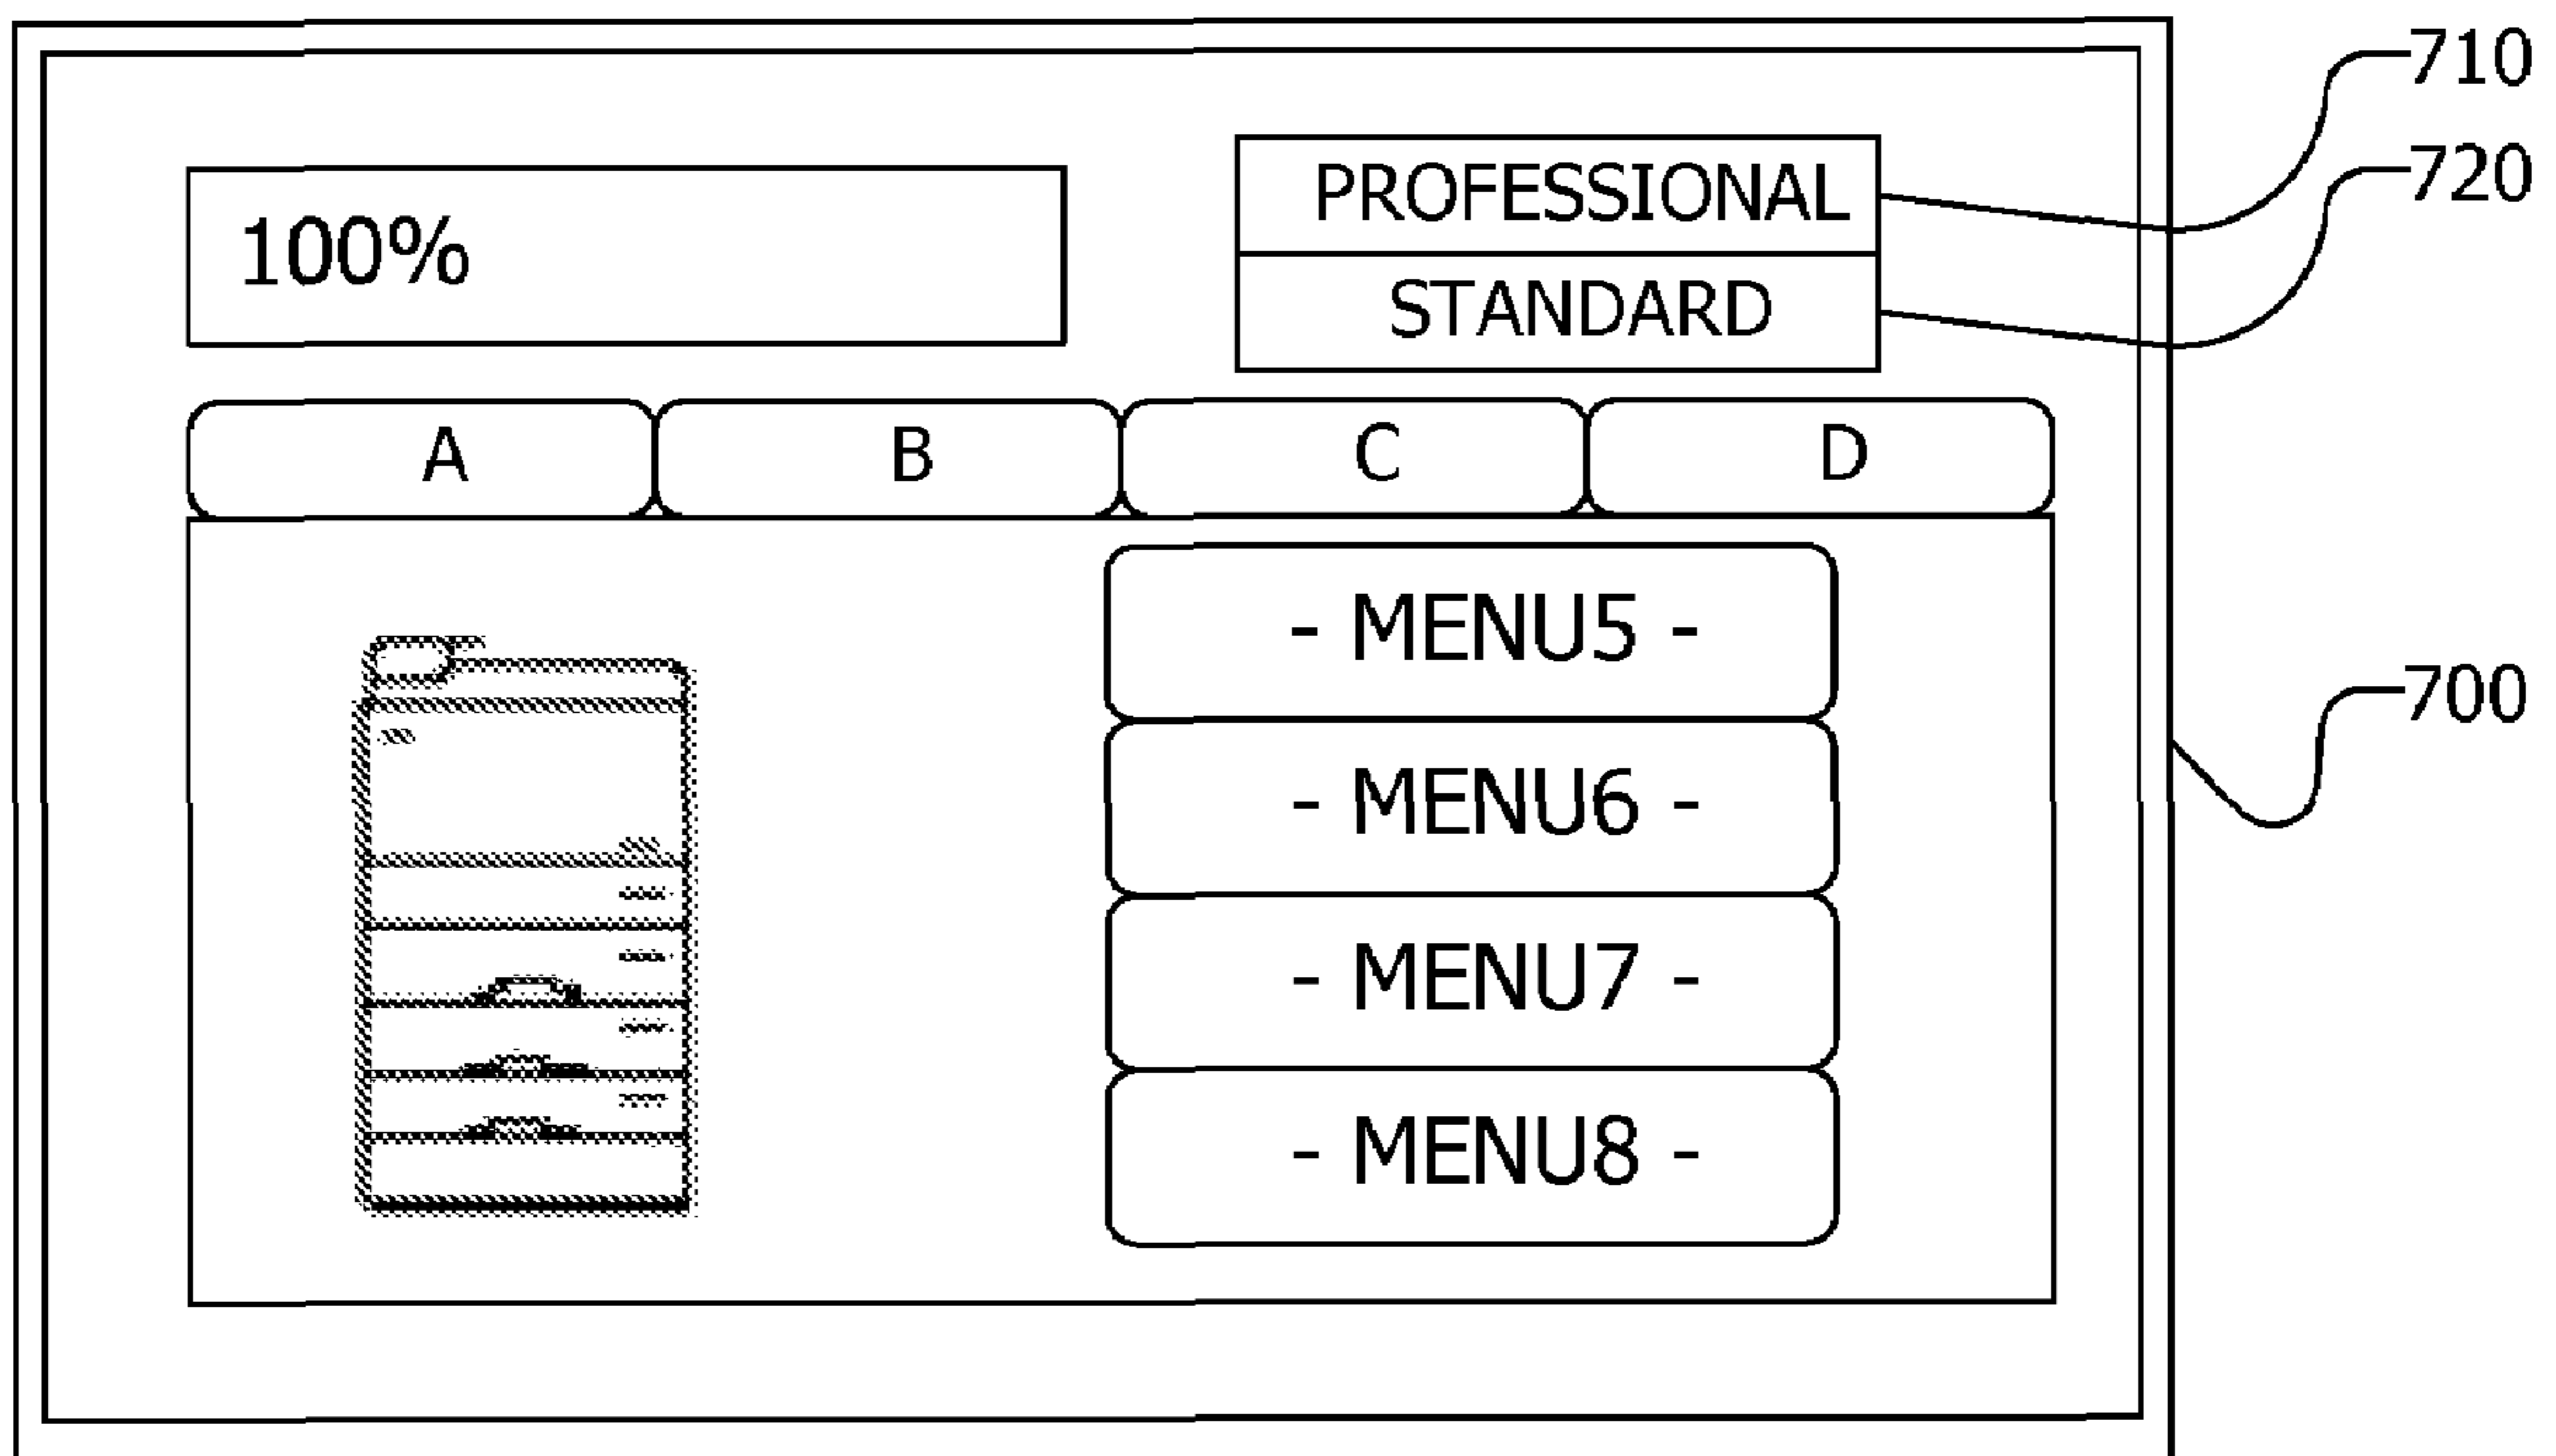 710
720
PROFESSIONAL
100%
STANDARD
A B C D
- MENU5 -
700
- MENU6 -
- MENU7 -
- MENU8 -